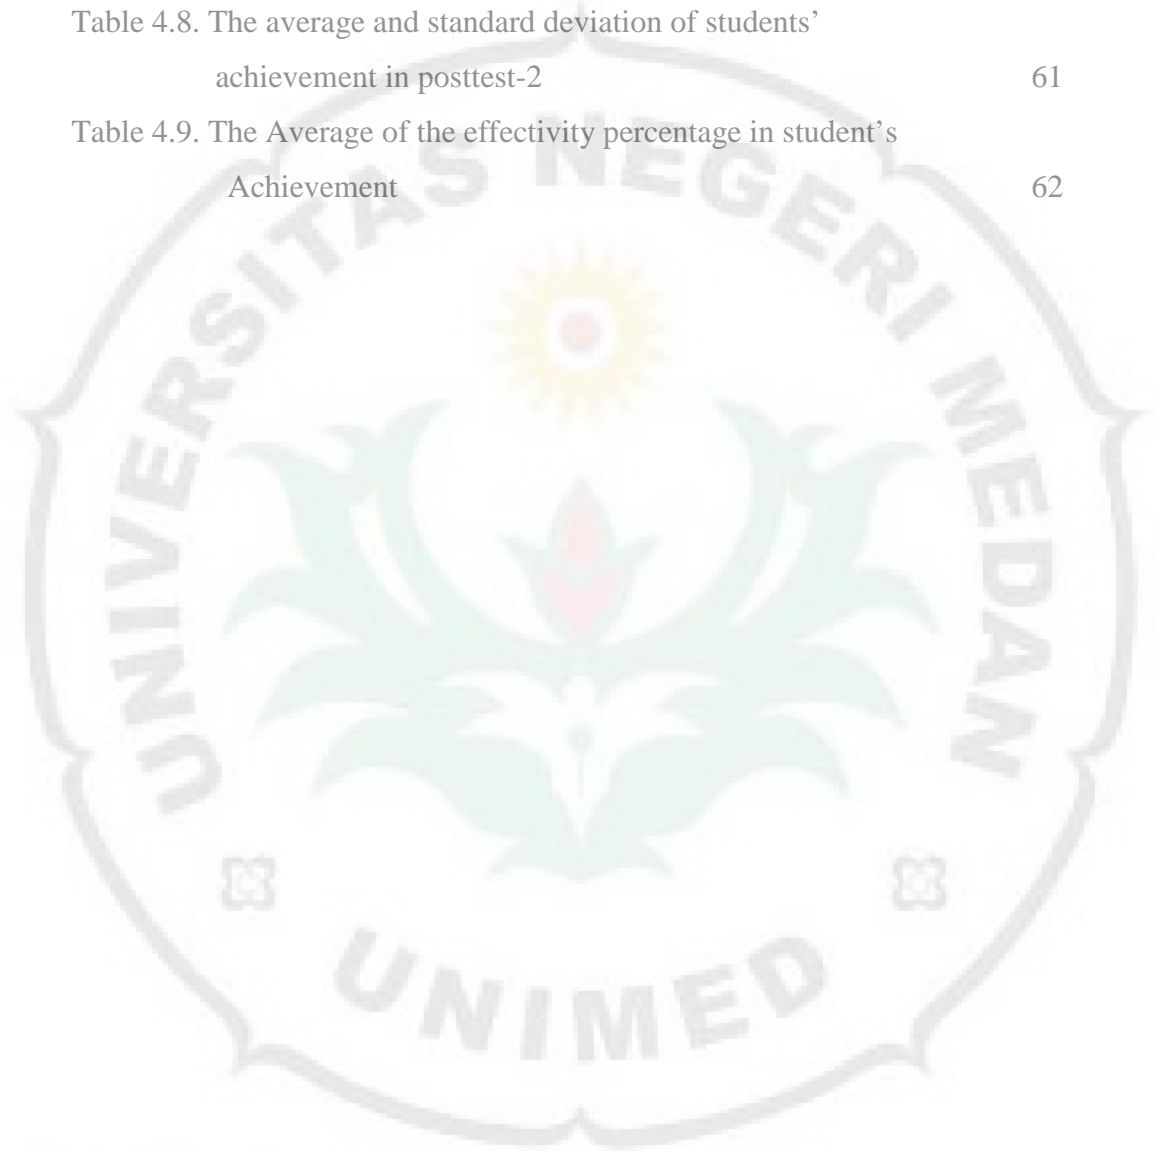 Table 4.8. The average and standard deviation of students’
achievement in posttest-2 61
Table 4.9. The Average of the effectivity percentage in student’s
Achievement 62
UNIVERSITAS NEGERI MEDAN
UNIMED